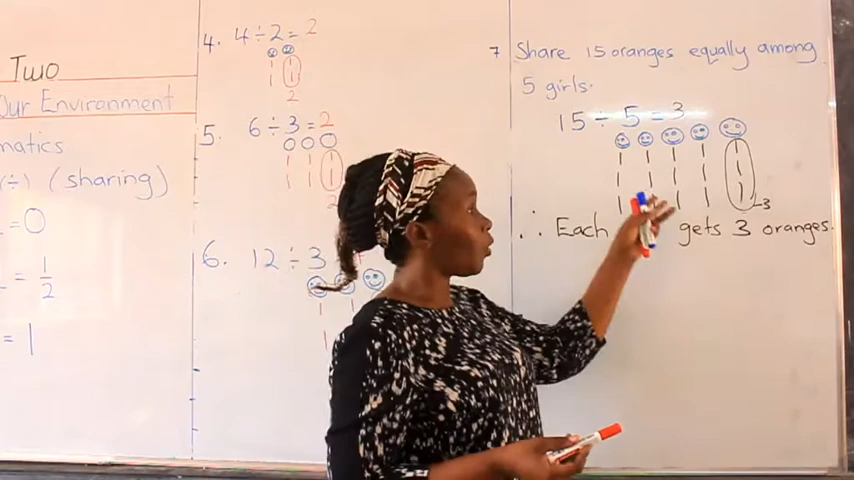 Two
Our Environment
matics
(÷) (Sharing)
= 0
= 1
2
= 1
4. 4 ÷ 2 = 2
2
5. 6 ÷ 3 = 2
2
6. 12 ÷ 3
7 Share 15 oranges equally among
5 girls.
15 ÷ 5 = 3
3
∴ Each gets 3 oranges.